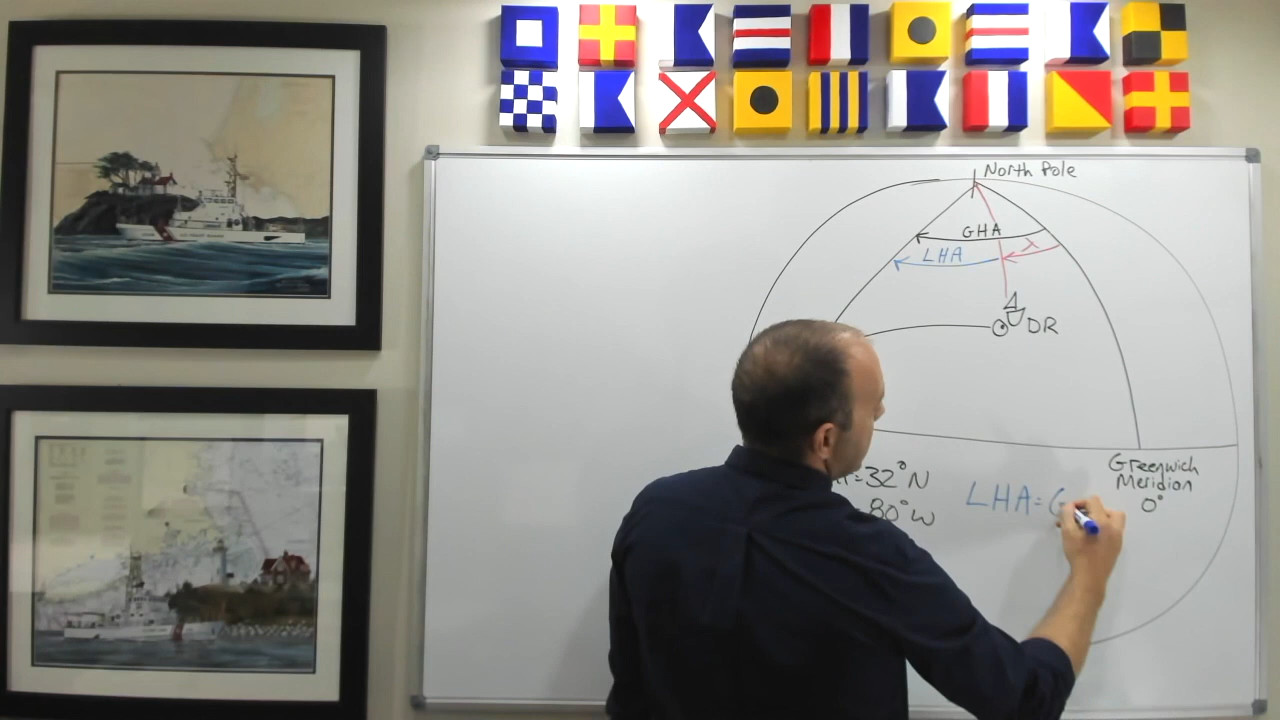 North Pole
GHA
LHA
λ
DR
Greenwich
Meridian
0°
=32°N
=80°W
LHA=G